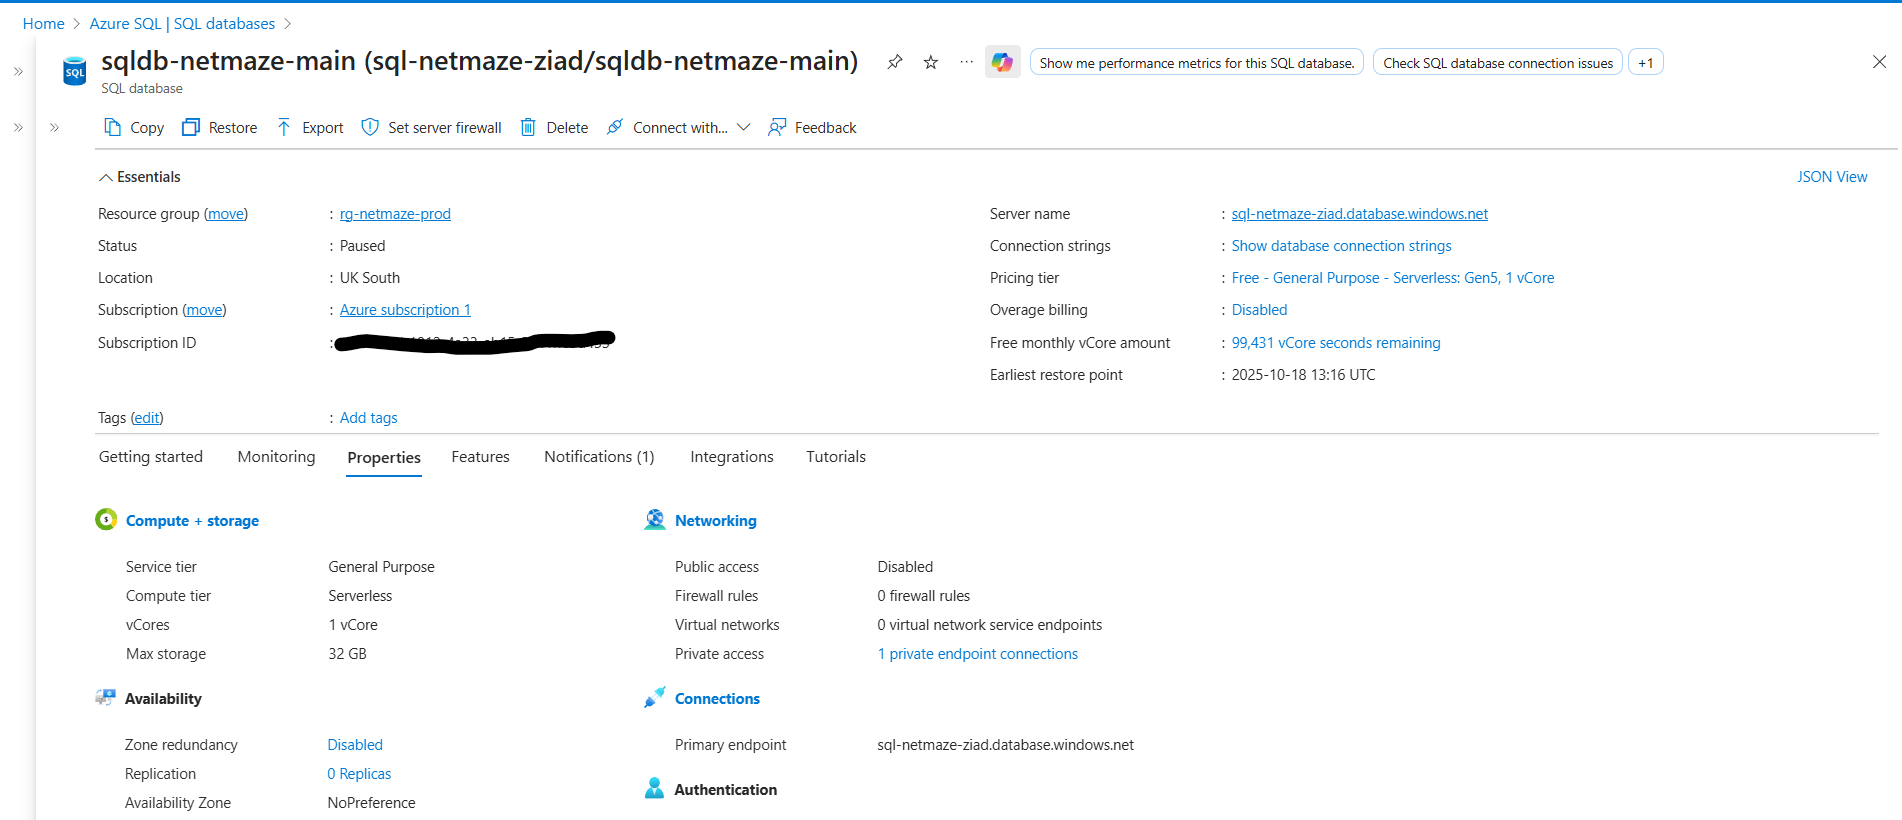 Home > Azure SQL | SQL databases >
sqldb-netmaze-main (sql-netmaze-ziad/sqldb-netmaze-main)
Show me performance metrics for this SQL database.
Check SQL database connection issues
+1
SQL
SQL database
Copy Restore Export Set server firewall Delete Connect with... Feedback
Essentials
JSON View
Resource group (move) : rg-netmaze-prod
Status : Paused
Location : UK South
Subscription (move) : Azure subscription 1
Subscription ID :
Server name : sql-netmaze-ziad.database.windows.net
Connection strings : Show database connection strings
Pricing tier : Free - General Purpose - Serverless: Gen5, 1 vCore
Overage billing : Disabled
Free monthly vCore amount : 99,431 vCore seconds remaining
Earliest restore point : 2025-10-18 13:16 UTC
Tags (edit) : Add tags
Getting started Monitoring Properties Features Notifications (1) Integrations Tutorials
Compute + storage
Service tier General Purpose
Compute tier Serverless
vCores 1 vCore
Max storage 32 GB
Availability
Zone redundancy Disabled
Replication 0 Replicas
Availability Zone NoPreference
Networking
Public access Disabled
Firewall rules 0 firewall rules
Virtual networks 0 virtual network service endpoints
Private access 1 private endpoint connections
Connections
Primary endpoint sql-netmaze-ziad.database.windows.net
Authentication